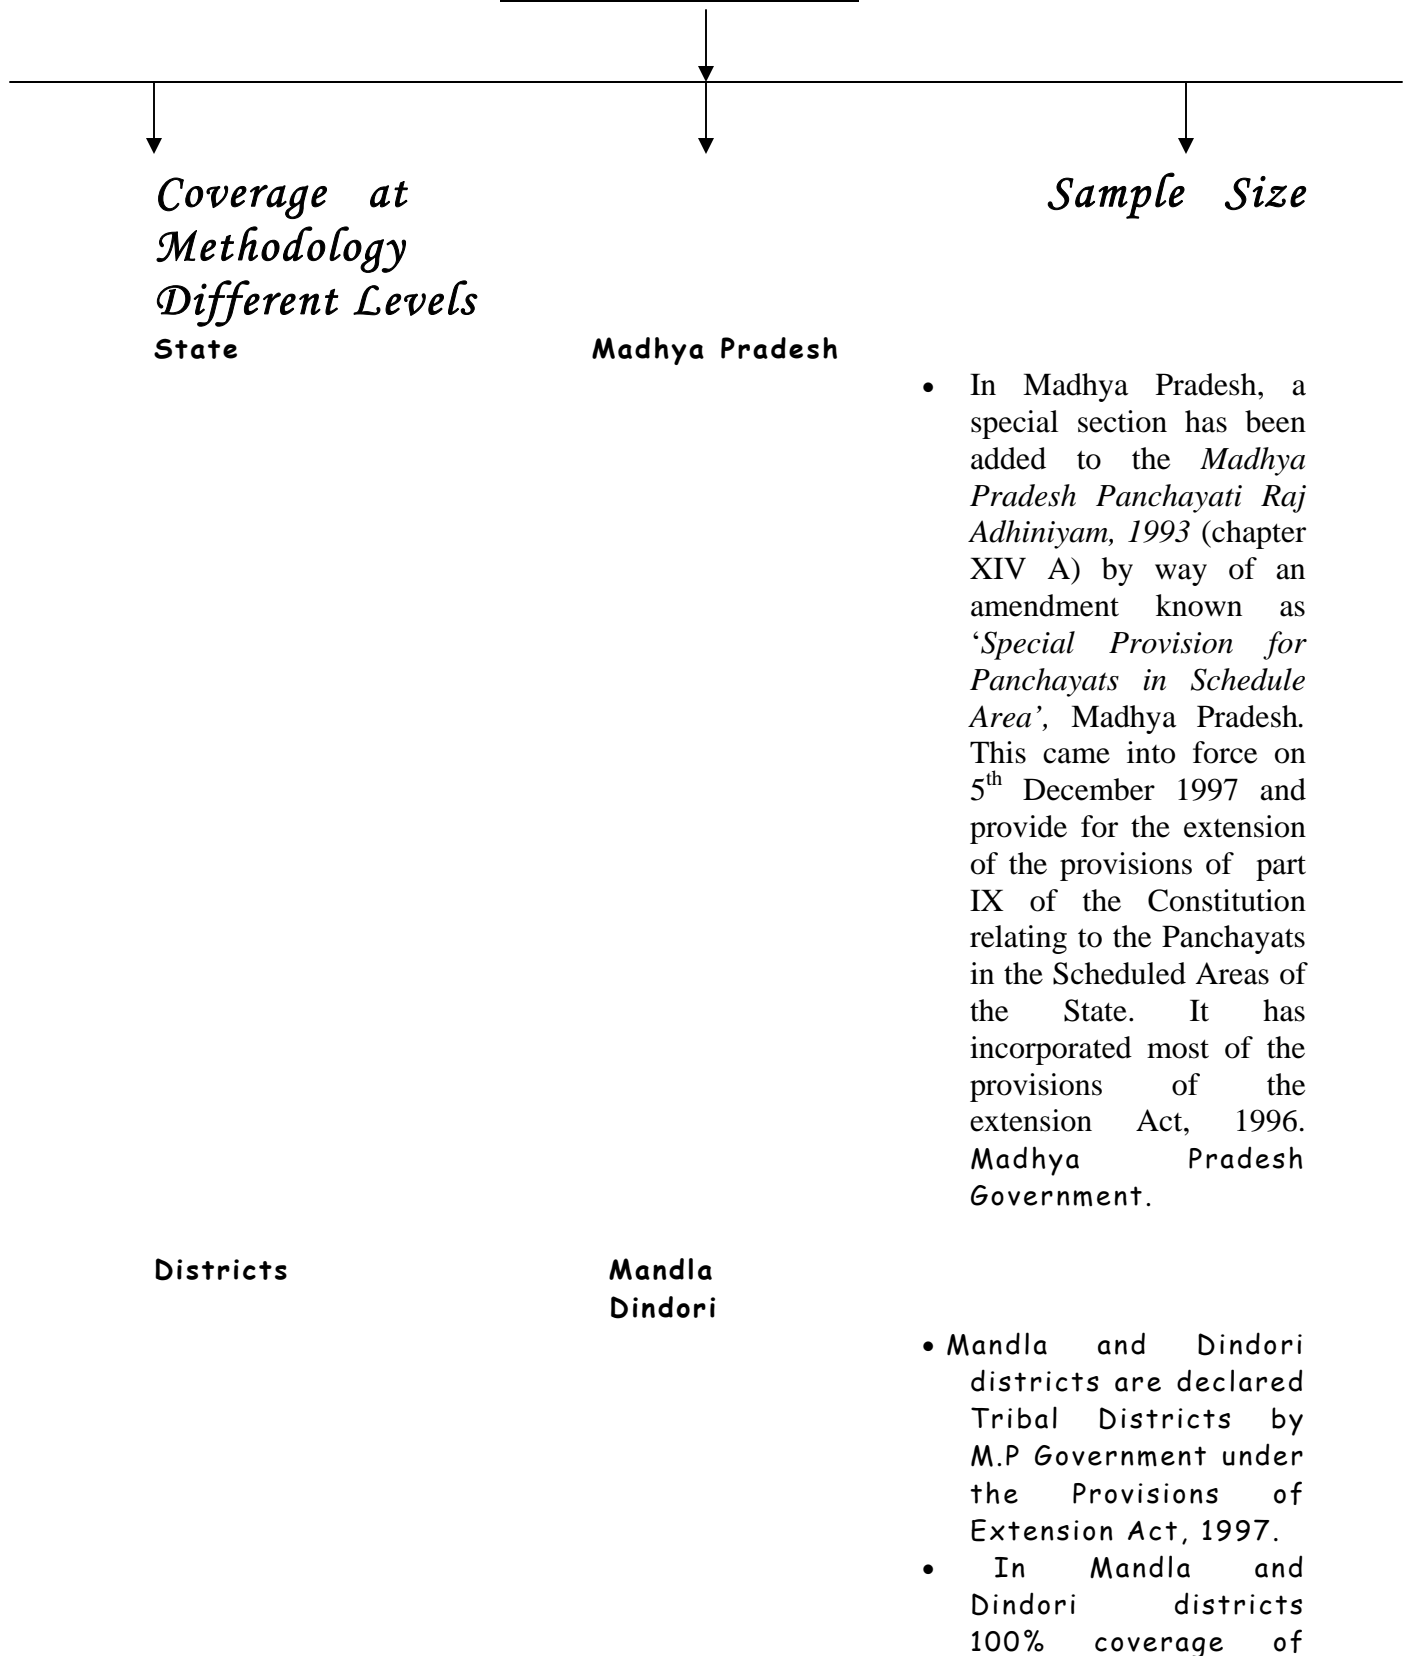 Coverage at Sample Size
Methodology
Different Levels
State Madhya Pradesh
• In Madhya Pradesh, a
special section has been
added to the Madhya
Pradesh Panchayati Raj
Adhiniyam, 1993 (chapter
XIV A) by way of an
amendment known as
‘Special Provision for
Panchayats in Schedule
Area’, Madhya Pradesh.
This came into force on
5th December 1997 and
provide for the extension
of the provisions of part
IX of the Constitution
relating to the Panchayats
in the Scheduled Areas of
the State. It has
incorporated most of the
provisions of the
extension Act, 1996.
Madhya Pradesh
Government.
Districts Mandla
Dindori
• Mandla and Dindori
districts are declared
Tribal Districts by
M.P Government under
the Provisions of
Extension Act, 1997.
• In Mandla and
Dindori districts
100% coverage of